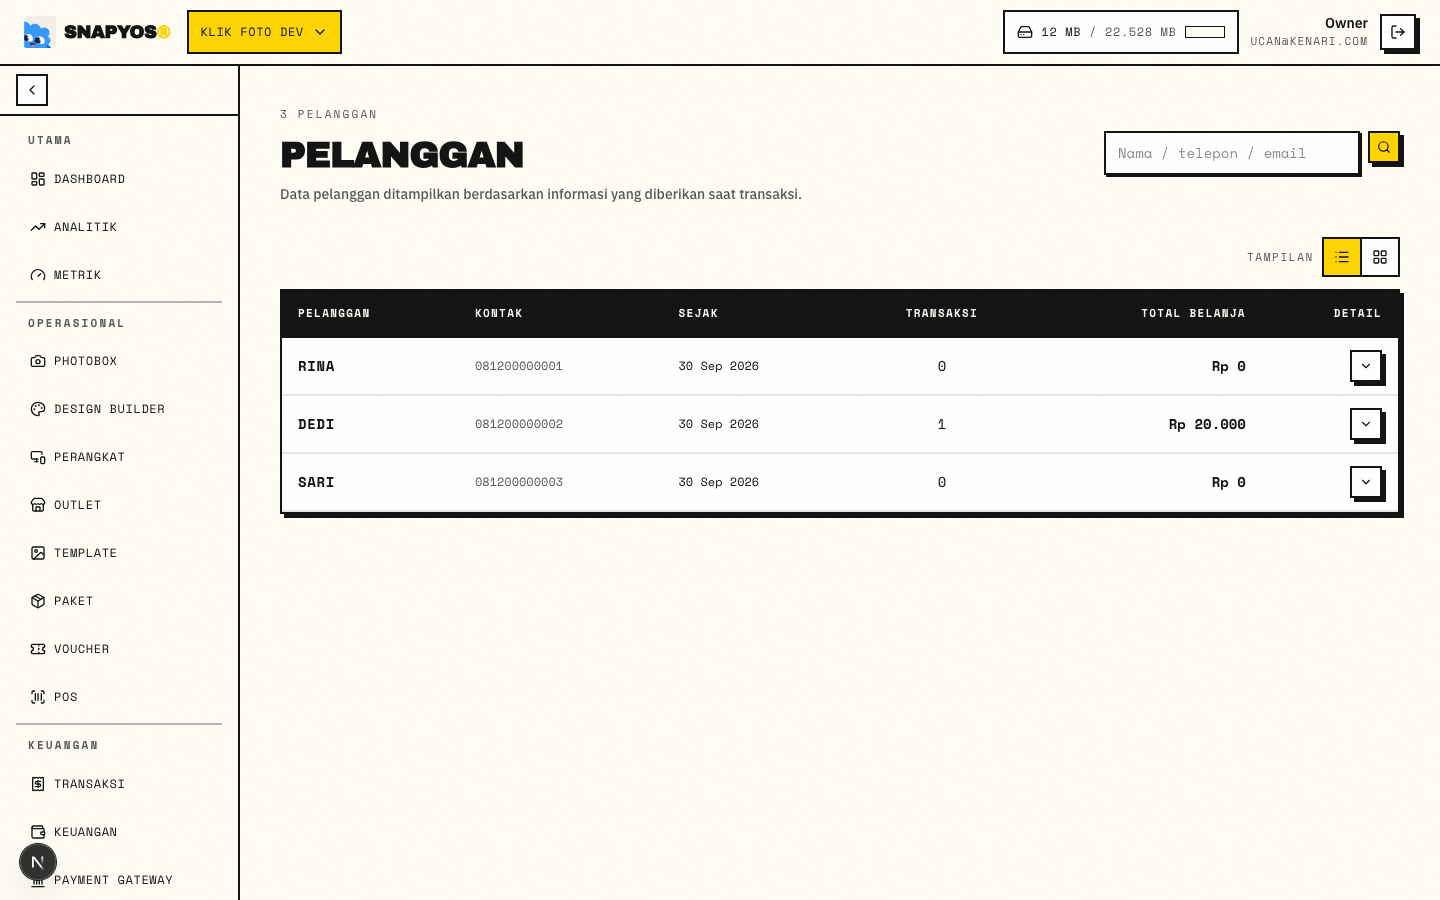 SNAPYOS®
KLIK FOTO DEV
12 MB / 22.528 MB
Owner
UCAN@KENARI.COM
UTAMA
DASHBOARD
ANALITIK
METRIK
OPERASIONAL
PHOTOBOX
DESIGN BUILDER
PERANGKAT
OUTLET
TEMPLATE
PAKET
VOUCHER
POS
KEUANGAN
TRANSAKSI
KEUANGAN
N
PAYMENT GATEWAY
3 PELANGGAN
PELANGGAN
Data pelanggan ditampilkan berdasarkan informasi yang diberikan saat transaksi.
Nama / telepon / email
TAMPILAN
PELANGGAN KONTAK SEJAK TRANSAKSI TOTAL BELANJA DETAIL
RINA 081200000001 30 Sep 2026 0 Rp 0
DEDI 081200000002 30 Sep 2026 1 Rp 20.000
SARI 081200000003 30 Sep 2026 0 Rp 0